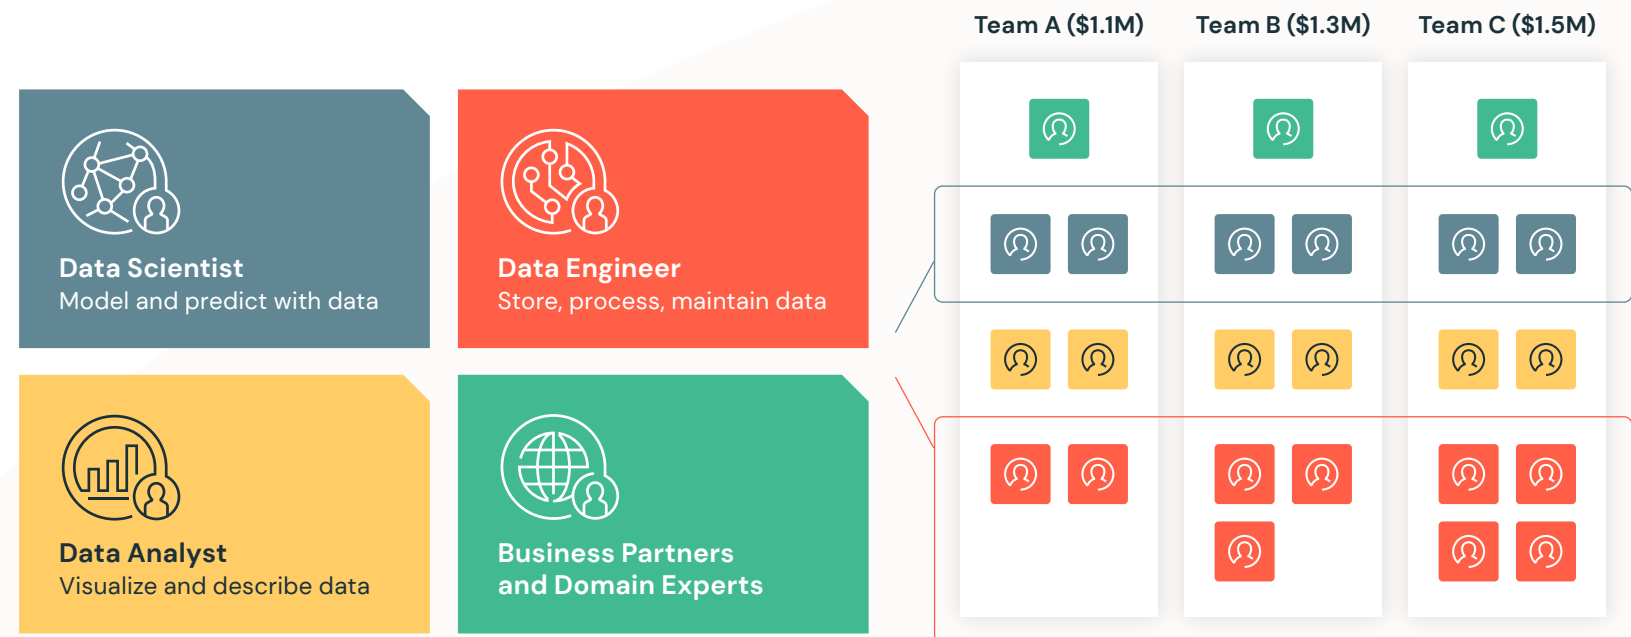 Team A ($1.1M)
Team B ($1.3M)
Team C ($1.5M)
Data Scientist
Model and predict with data
Data Engineer
Store, process, maintain data
Data Analyst
Visualize and describe data
Business Partners
and Domain Experts